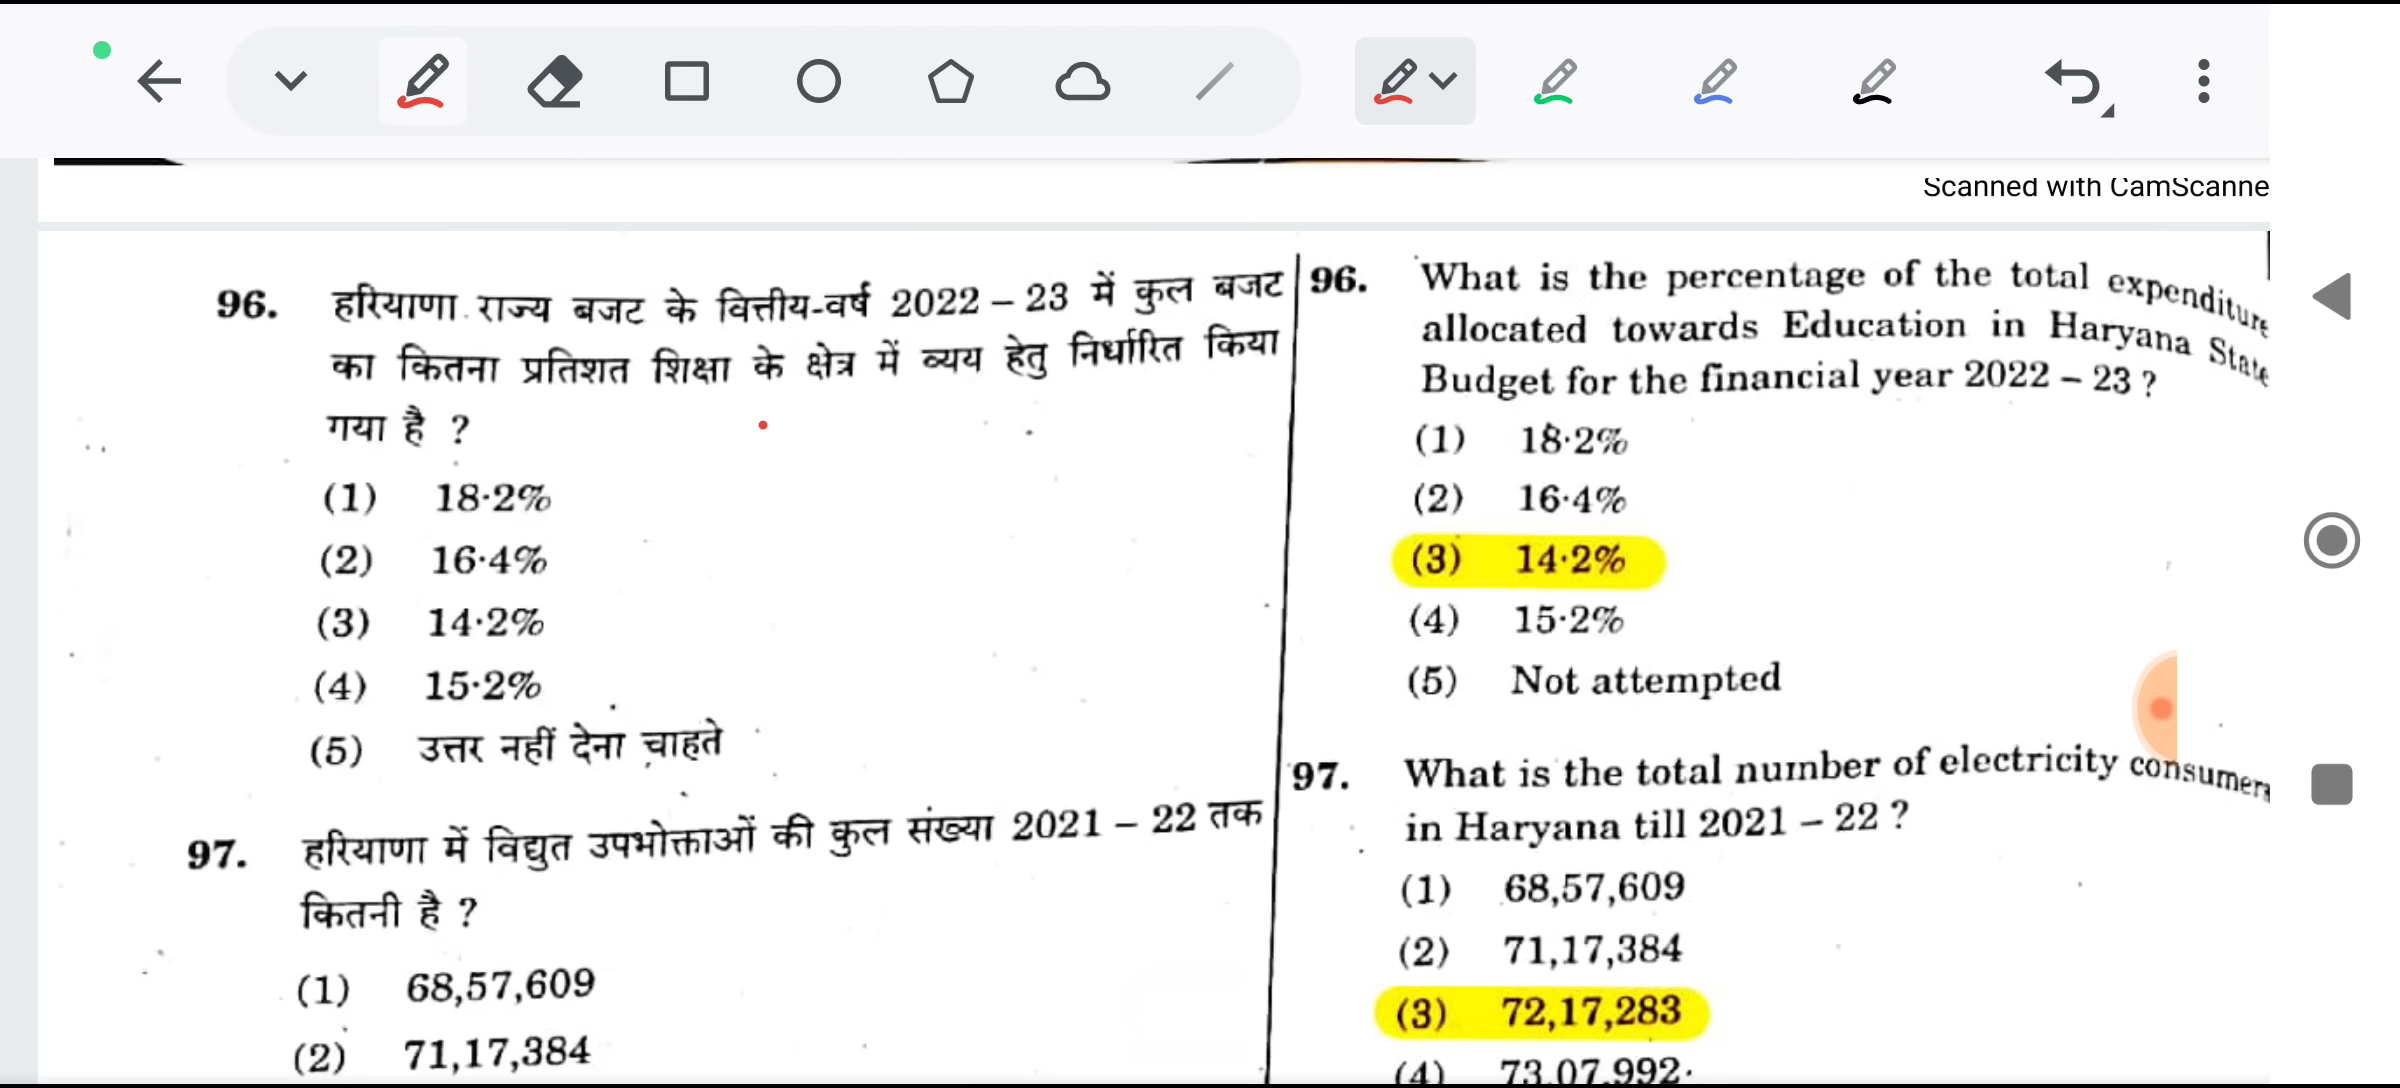 Scanned with CamScanne
96. हरियाणा राज्य बजट के वित्तीय-वर्ष 2022 – 23 में कुल बजट
का कितना प्रतिशत शिक्षा के क्षेत्र में व्यय हेतु निर्धारित किया
गया है ?
(1) 18·2%
(2) 16·4%
(3) 14·2%
(4) 15·2%
(5) उत्तर नहीं देना चाहते
97. हरियाणा में विद्युत उपभोक्ताओं की कुल संख्या 2021 – 22 तक
कितनी है ?
(1) 68,57,609
(2) 71,17,384
96. What is the percentage of the total expenditure
allocated towards Education in Haryana State
Budget for the financial year 2022 – 23 ?
(1) 18·2%
(2) 16·4%
(3) 14·2%
(4) 15·2%
(5) Not attempted
97. What is the total number of electricity consumers
in Haryana till 2021 – 22 ?
(1) 68,57,609
(2) 71,17,384
(3) 72,17,283
(4) 73,07,992